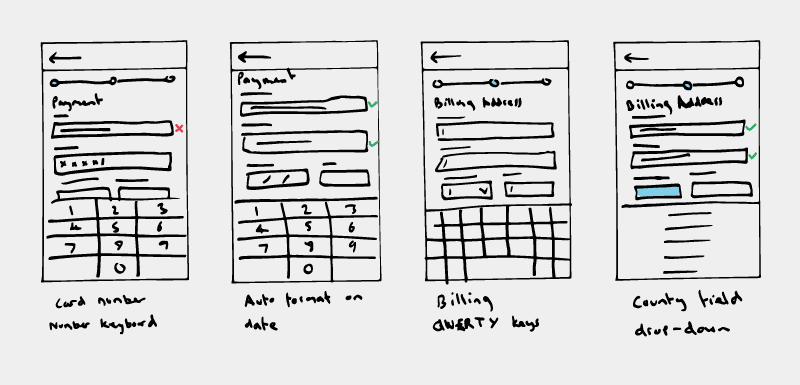 Payment
xxxxx
1 2 3
4 5 6
7 8 9
0
Card number
Number keyboard
Payment
1 2 3
4 5 6
7 8 9
0
Auto format on
date
Billing Address
Billing
QWERTY keys
Billing Address
County field
drop-down